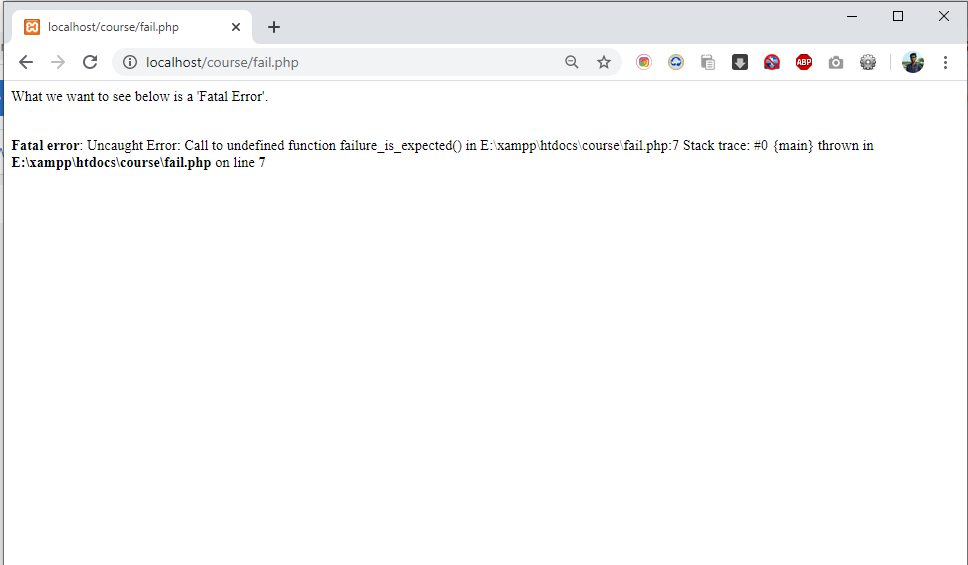 localhost/course/fail.php
localhost/course/fail.php
ABP
What we want to see below is a 'Fatal Error'.
Fatal error: Uncaught Error: Call to undefined function failure_is_expected() in E:\xampp\htdocs\course\fail.php:7 Stack trace: #0 {main} thrown in
E:\xampp\htdocs\course\fail.php on line 7